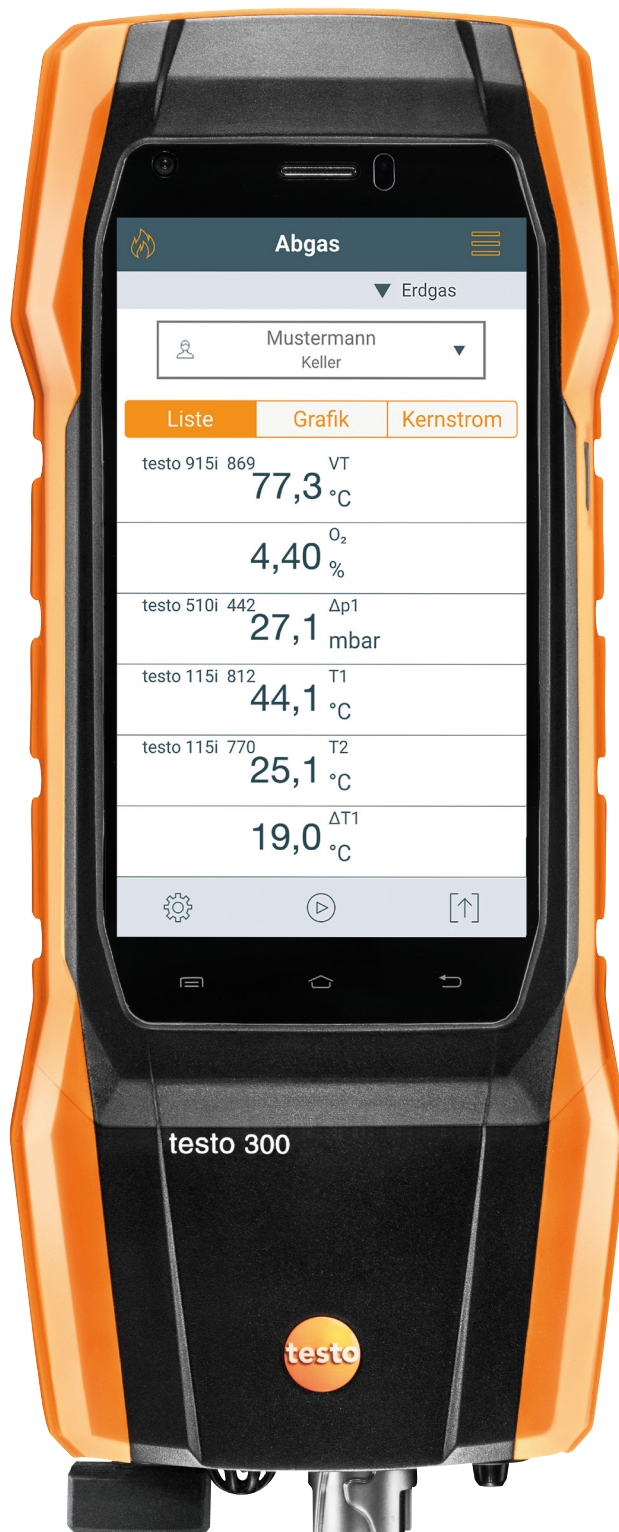 Abgas
Erdgas
Mustermann
Keller
Liste Grafik Kernstrom
testo 915i 869 77,3 VT °C
4,40 O₂ %
testo 510i 442 27,1 Δp1 mbar
testo 115i 812 44,1 T1 °C
testo 115i 770 25,1 T2 °C
19,0 ΔT1 °C
testo 300
testo